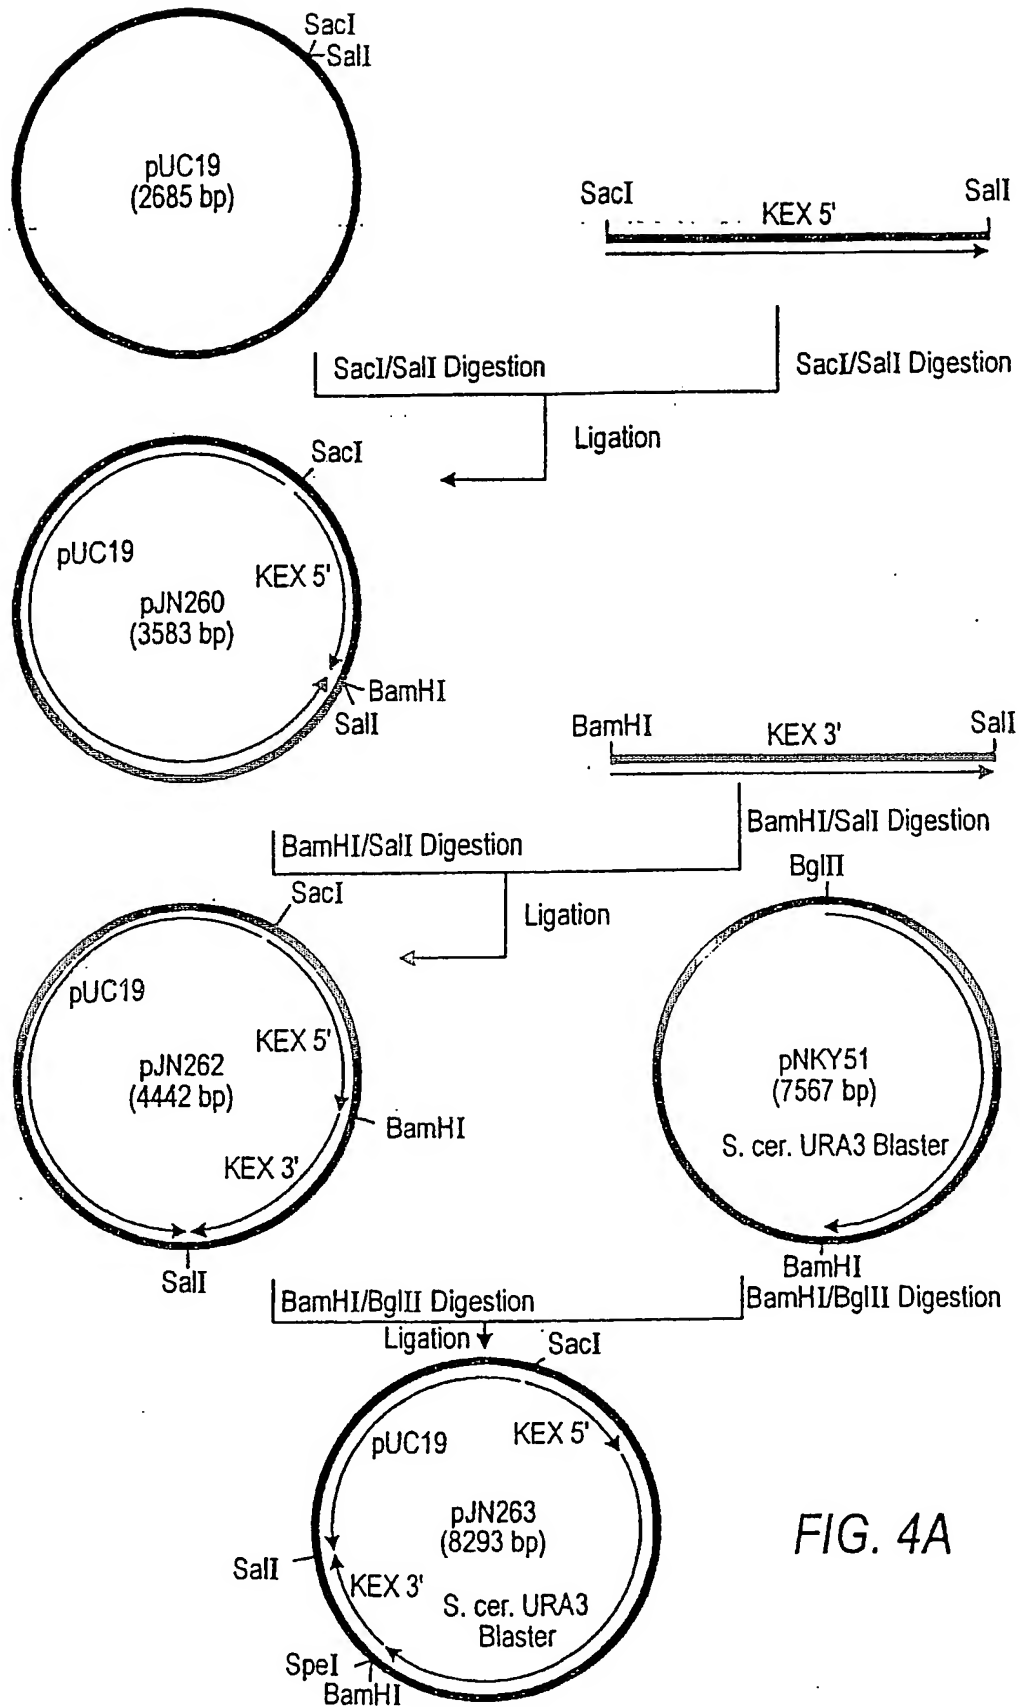 SacI
SalI
pUC19
(2685 bp)
SacI
KEX 5'
SalI
SacI/SalI Digestion
SacI/SalI Digestion
Ligation
SacI
pUC19
KEX 5'
pJN260
(3583 bp)
BamHI
SalI
BamHI
KEX 3'
SalI
BamHI/SalI Digestion
BamHI/SalI Digestion
Ligation
SacI
pUC19
KEX 5'
pJN262
(4442 bp)
BamHI
KEX 3'
SalI
BglII
pNKY51
(7567 bp)
S. cer. URA3 Blaster
BamHI
BamHI/BglII Digestion
BamHI/BglII Digestion
Ligation
SacI
KEX 5'
pUC19
pJN263
(8293 bp)
SalI
KEX 3'
S. cer. URA3
Blaster
SpeI
BamHI
FIG. 4A